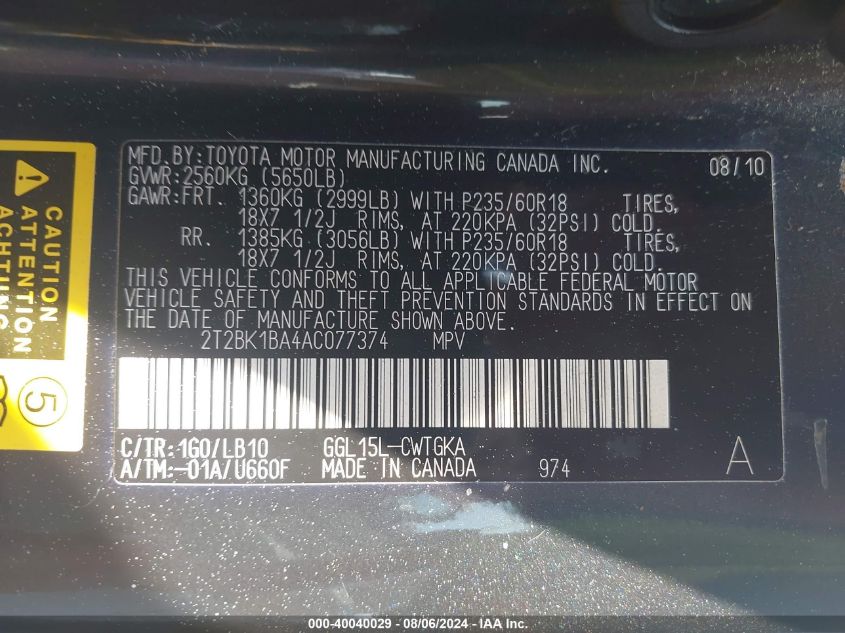 MFD.BY:TOYOTA MOTOR MANUFACTURING CANADA INC. 08/10
GVWR:2560KG (5650LB)
GAWR:FRT. 1360KG (2999LB) WITH P235/60R18 TIRES,
18X7 1/2J RIMS, AT 220KPA (32PSI) COLD.
RR. 1385KG (3056LB) WITH P235/60R18 TIRES,
18X7 1/2J RIMS, AT 220KPA (32PSI) COLD.
THIS VEHICLE CONFORMS TO ALL APPLICABLE FEDERAL MOTOR
VEHICLE SAFETY AND THEFT PREVENTION STANDARDS IN EFFECT ON
THE DATE OF MANUFACTURE SHOWN ABOVE.
2T2BK1BA4AC077374 MPV
C/TR:1G0/LB10 GGL15L-CWTGKA
A/TM:-01A/U660F MADE IN CANADA 974 A
CAUTION
ATTENTION
ACHTUNG
5
000-40040029 - 08/06/2024 - IAA Inc.